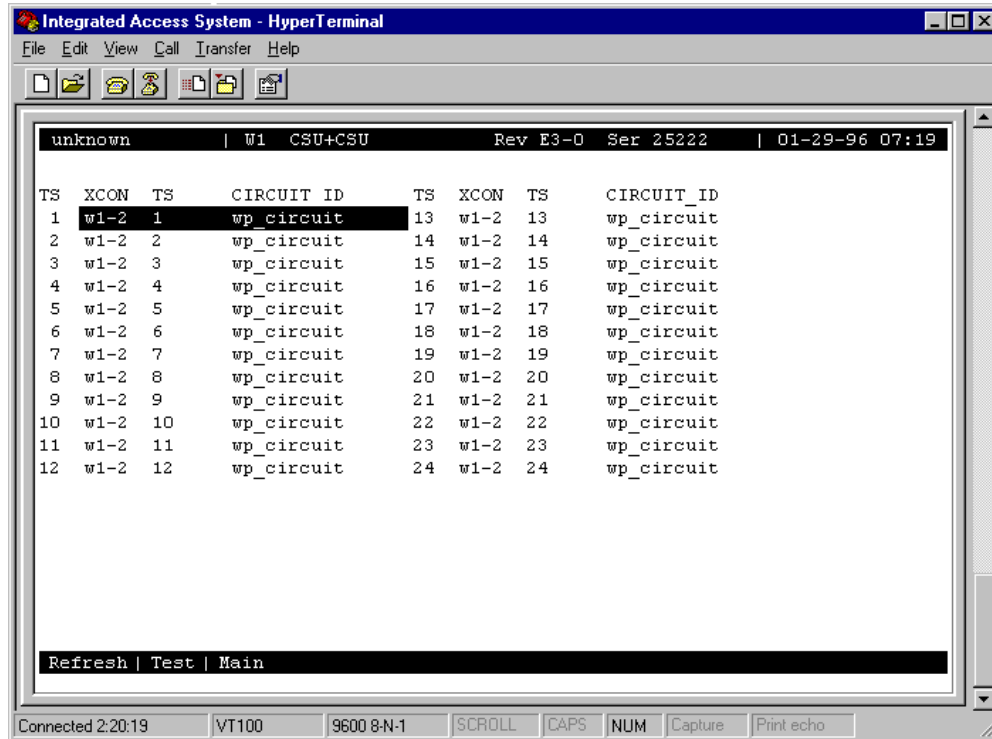 Integrated Access System - HyperTerminal
File Edit View Call Transfer Help
unknown | W1 CSU+CSU Rev E3-0 Ser 25222 | 01-29-96 07:19
TS XCON TS CIRCUIT_ID TS XCON TS CIRCUIT_ID
1 w1-2 1 wp_circuit 13 w1-2 13 wp_circuit
2 w1-2 2 wp_circuit 14 w1-2 14 wp_circuit
3 w1-2 3 wp_circuit 15 w1-2 15 wp_circuit
4 w1-2 4 wp_circuit 16 w1-2 16 wp_circuit
5 w1-2 5 wp_circuit 17 w1-2 17 wp_circuit
6 w1-2 6 wp_circuit 18 w1-2 18 wp_circuit
7 w1-2 7 wp_circuit 19 w1-2 19 wp_circuit
8 w1-2 8 wp_circuit 20 w1-2 20 wp_circuit
9 w1-2 9 wp_circuit 21 w1-2 21 wp_circuit
10 w1-2 10 wp_circuit 22 w1-2 22 wp_circuit
11 w1-2 11 wp_circuit 23 w1-2 23 wp_circuit
12 w1-2 12 wp_circuit 24 w1-2 24 wp_circuit
Refresh | Test | Main
Connected 2:20:19 VT100 9600 8-N-1 SCROLL CAPS NUM Capture Print echo